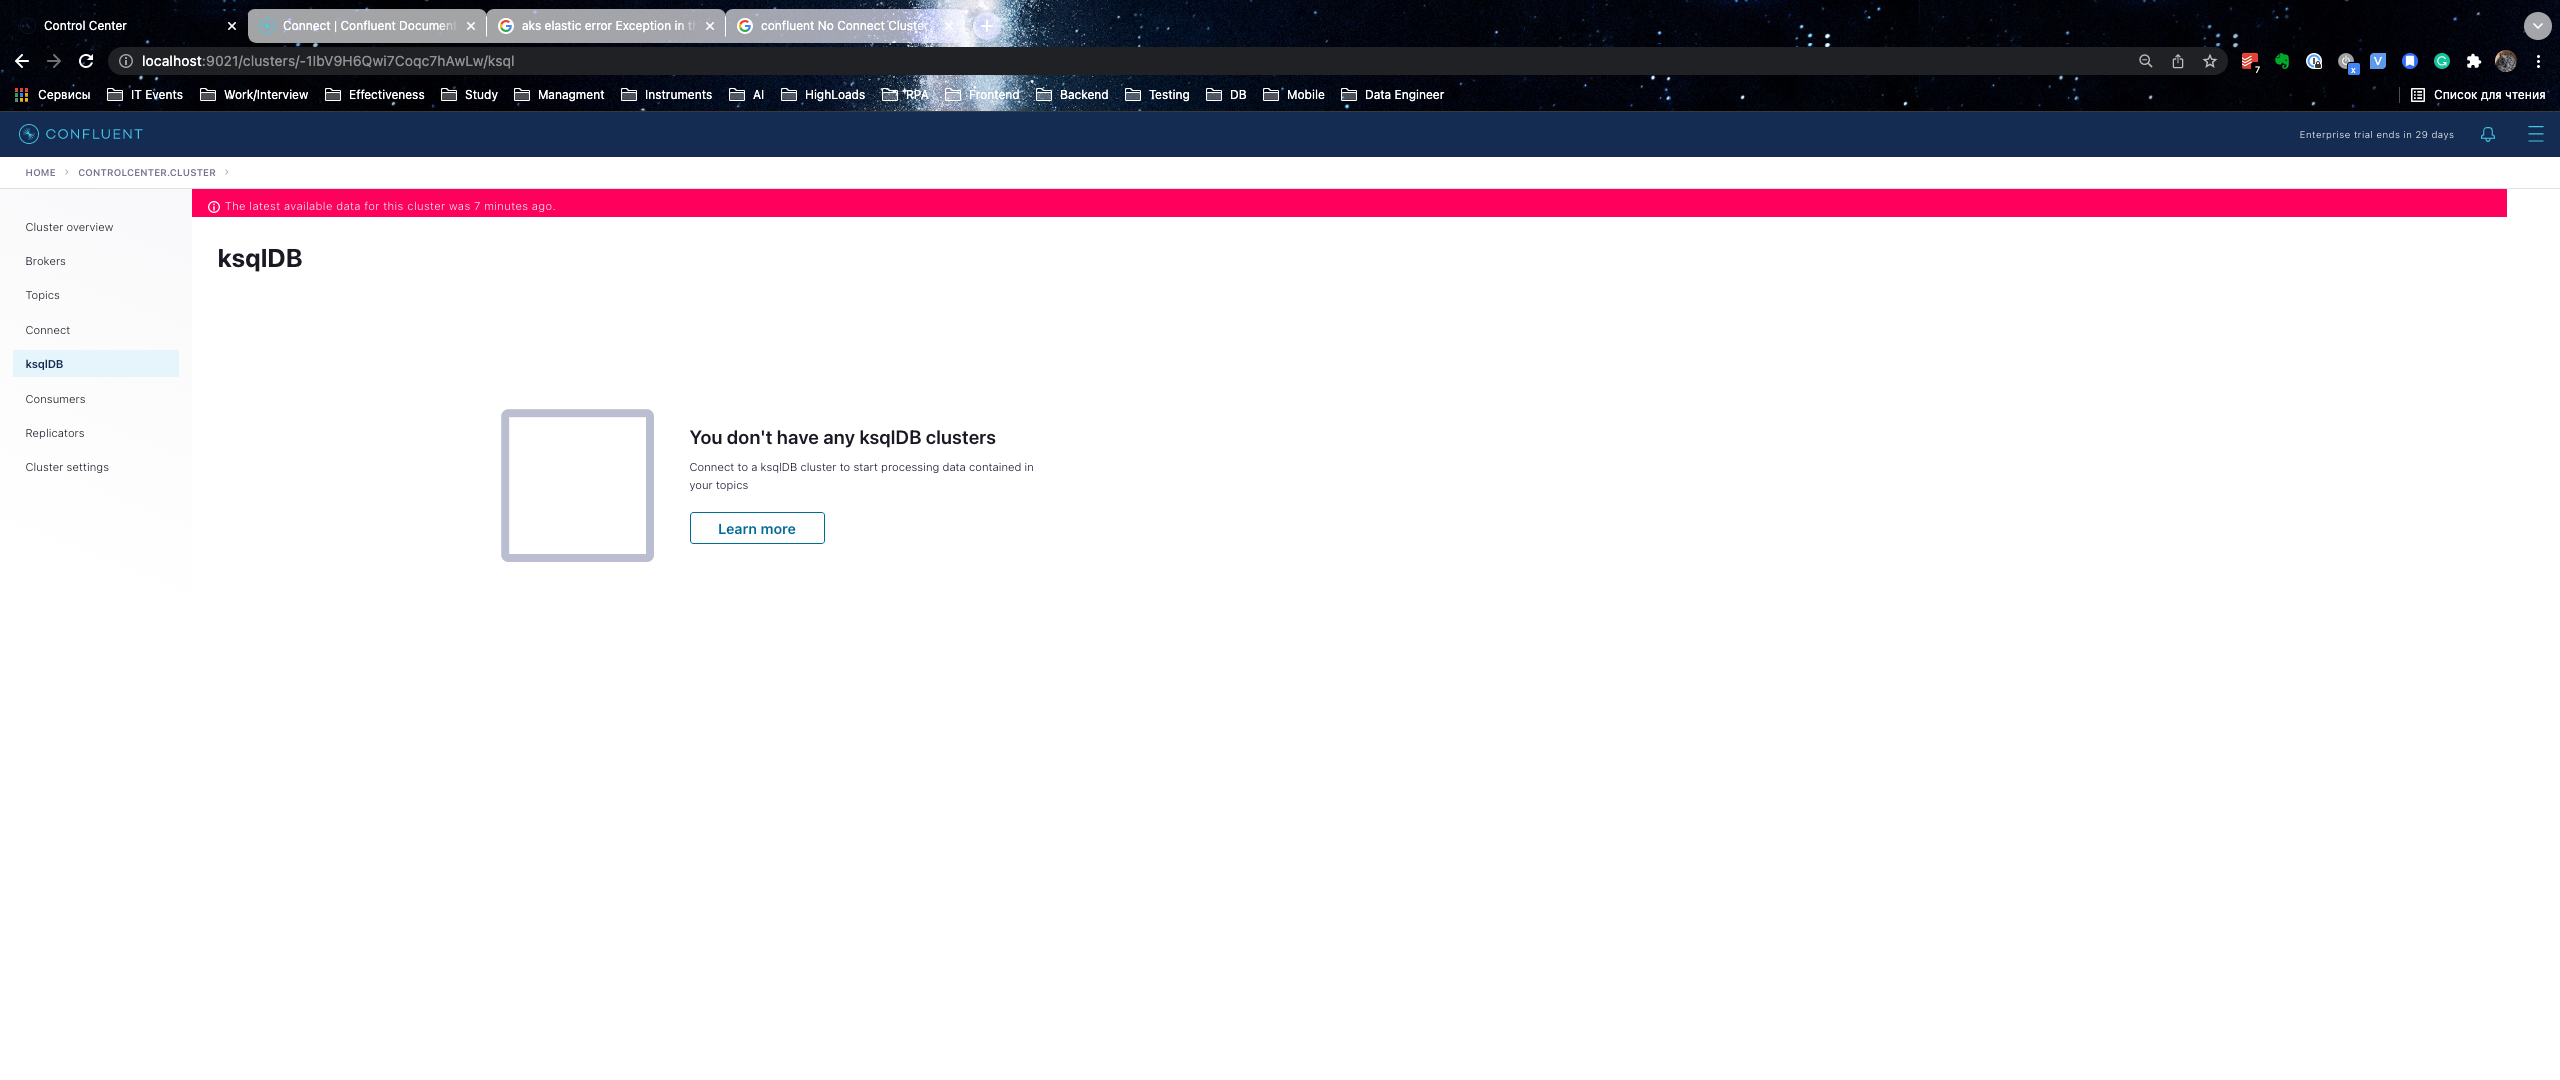 Control Center
Connect | Confluent Document
aks elastic error Exception in th
confluent No Connect Cluste
localhost:9021/clusters/-1lbV9H6Qwi7Coqc7hAwLw/ksql
7
x
V
Сервисы
IT Events
Work/Interview
Effectiveness
Study
Managment
Instruments
AI
HighLoads
RPA
Frontend
Backend
Testing
DB
Mobile
Data Engineer
Список для чтения
CONFLUENT
Enterprise trial ends in 29 days
HOME
CONTROLCENTER.CLUSTER
The latest available data for this cluster was 7 minutes ago.
Cluster overview
Brokers
Topics
Connect
ksqlDB
Consumers
Replicators
Cluster settings
ksqlDB
You don't have any ksqlDB clusters
Connect to a ksqlDB cluster to start processing data contained in
your topics
Learn more